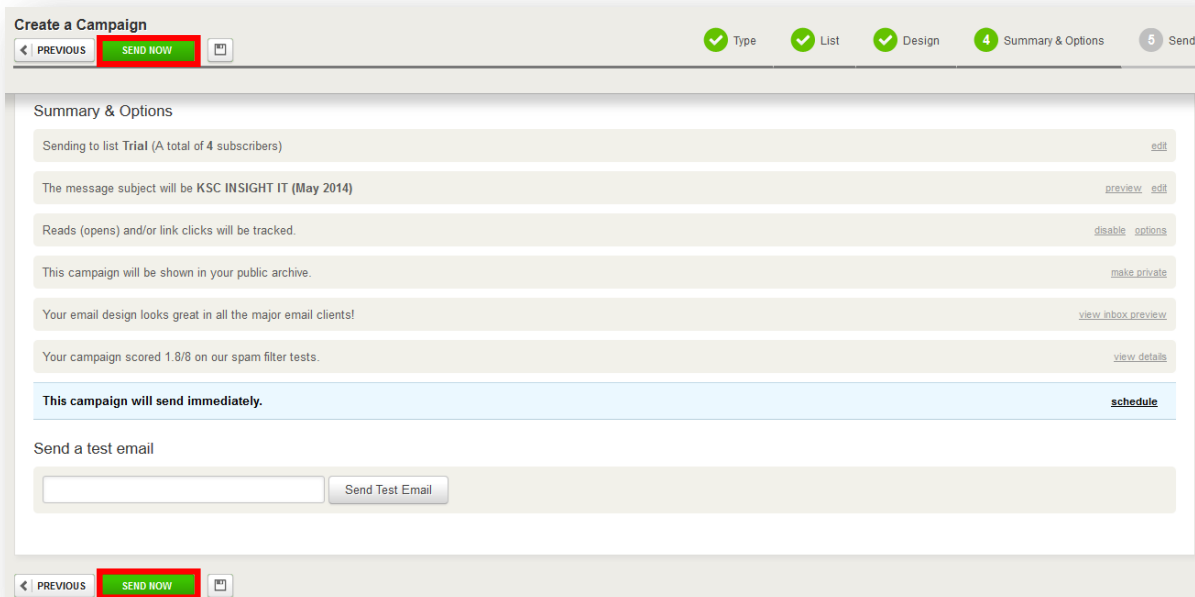 Create a Campaign
PREVIOUS SEND NOW
Type List Design 4 Summary & Options 5 Send
Summary & Options
Sending to list Trial (A total of 4 subscribers) edit
The message subject will be KSC INSIGHT IT (May 2014) preview edit
Reads (opens) and/or link clicks will be tracked. disable options
This campaign will be shown in your public archive. make private
Your email design looks great in all the major email clients! view inbox preview
Your campaign scored 1.8/8 on our spam filter tests. view details
This campaign will send immediately. schedule
Send a test email
Send Test Email
PREVIOUS SEND NOW